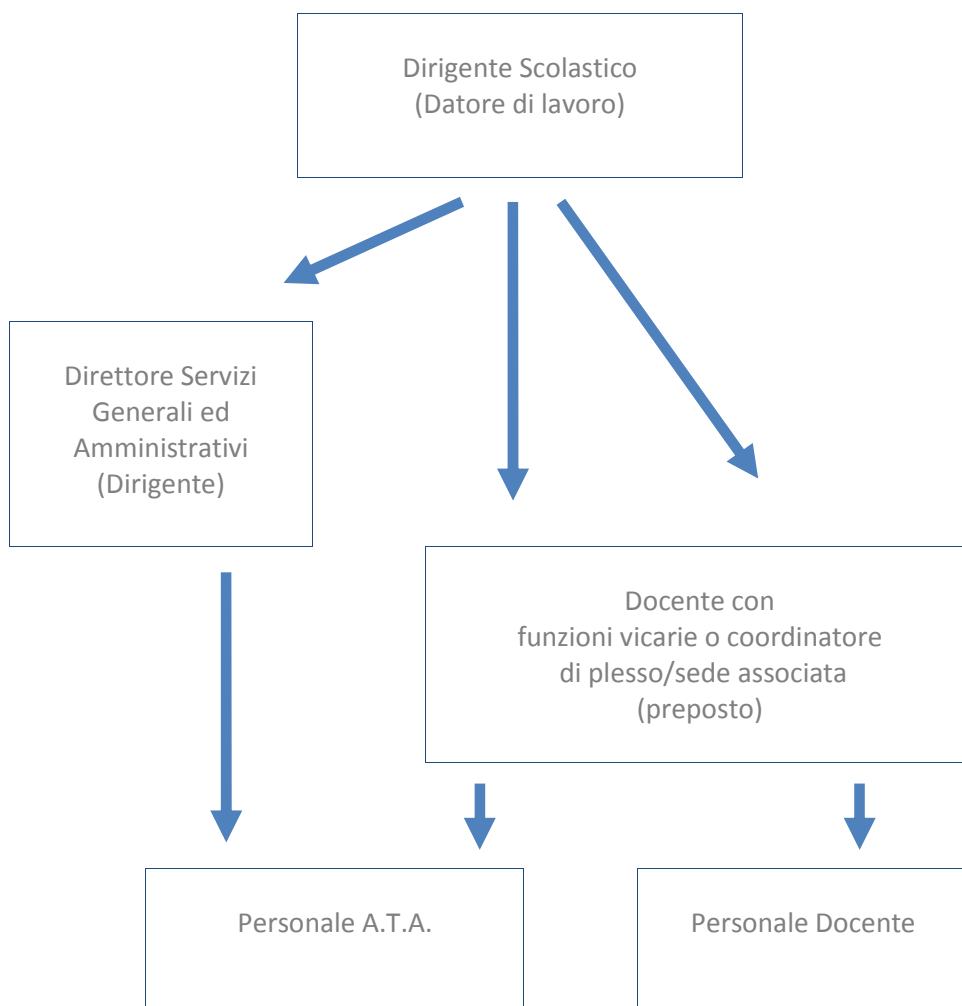 Dirigente Scolastico
(Datore di lavoro)
Direttore Servizi
Generali ed
Amministrativi
(Dirigente)
Docente con
funzioni vicarie o coordinatore
di plesso/sede associata
(preposto)
Personale A.T.A.
Personale Docente